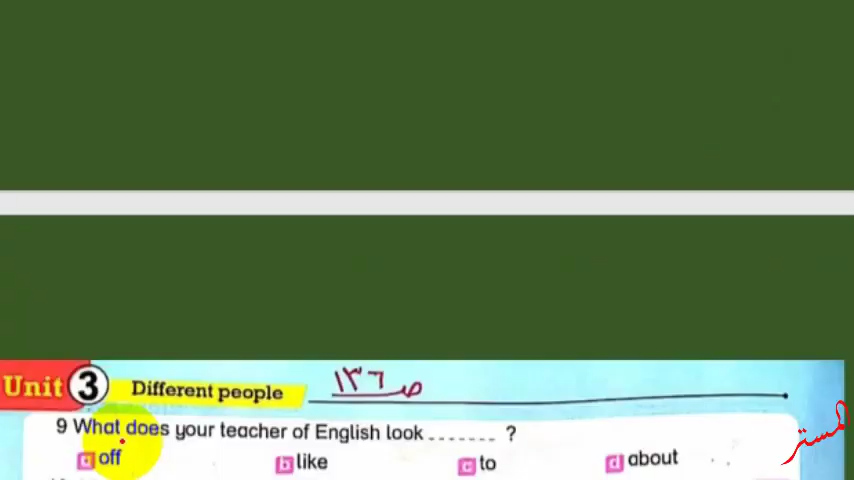 Unit 3 Different people ص ١٣٦
9 What does your teacher of English look ------- ?
a off b like c to d about
المستر